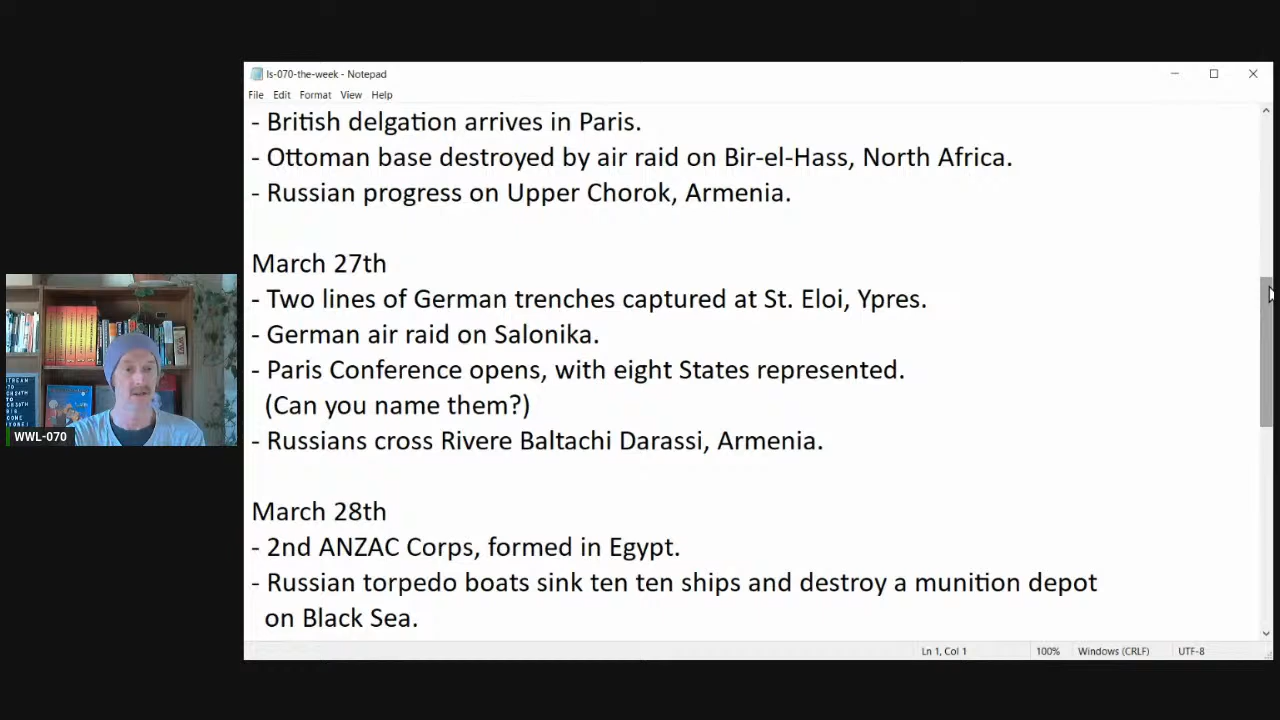 ls-070-the-week - Notepad
File Edit Format View Help
- British delgation arrives in Paris.
- Ottoman base destroyed by air raid on Bir-el-Hass, North Africa.
- Russian progress on Upper Chorok, Armenia.
March 27th
- Two lines of German trenches captured at St. Eloi, Ypres.
- German air raid on Salonika.
- Paris Conference opens, with eight States represented.
(Can you name them?)
- Russians cross Rivere Baltachi Darassi, Armenia.
March 28th
- 2nd ANZAC Corps, formed in Egypt.
- Russian torpedo boats sink ten ten ships and destroy a munition depot
on Black Sea.
Ln 1, Col 1 100% Windows (CRLF) UTF-8
WWL-070